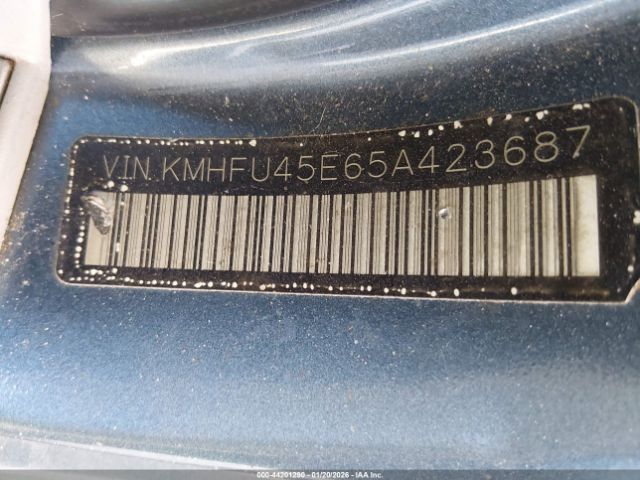 VIN KMHFU45E65A423687
000-44201290 - 01/20/2026 - IAA Inc.